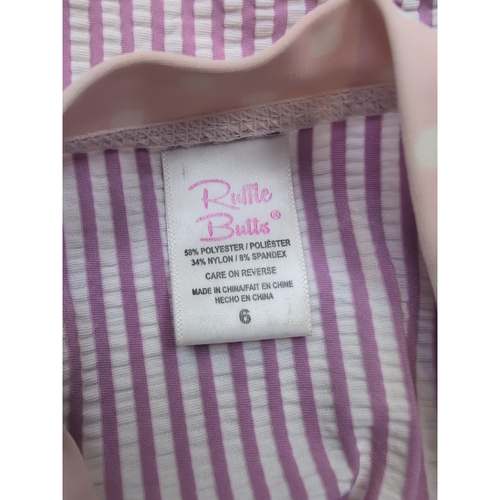 Ruffle
Butts®
58% POLYESTER / POLIÉSTER
34% NYLON / 8% SPANDEX
CARE ON REVERSE
MADE IN CHINA/FAIT EN CHINE
HECHO EN CHINA
6